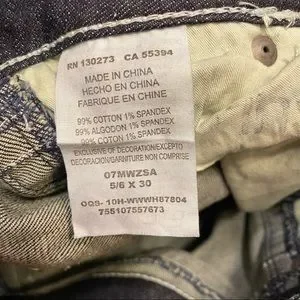 RN 130273 CA 55394
MADE IN CHINA
HECHO EN CHINA
FABRIQUE EN CHINE
99% COTTON 1% SPANDEX
99% ALGODON 1% SPANDEX
99% COTTON 1% SPANDEX
EXCLUSIVE OF DECORATION/EXCEPTO
DECORACION/GARNITURE NON COMPRISE
07MWZSA
5/6 X 30
OQS- 10H-WWWH87804
755107557673